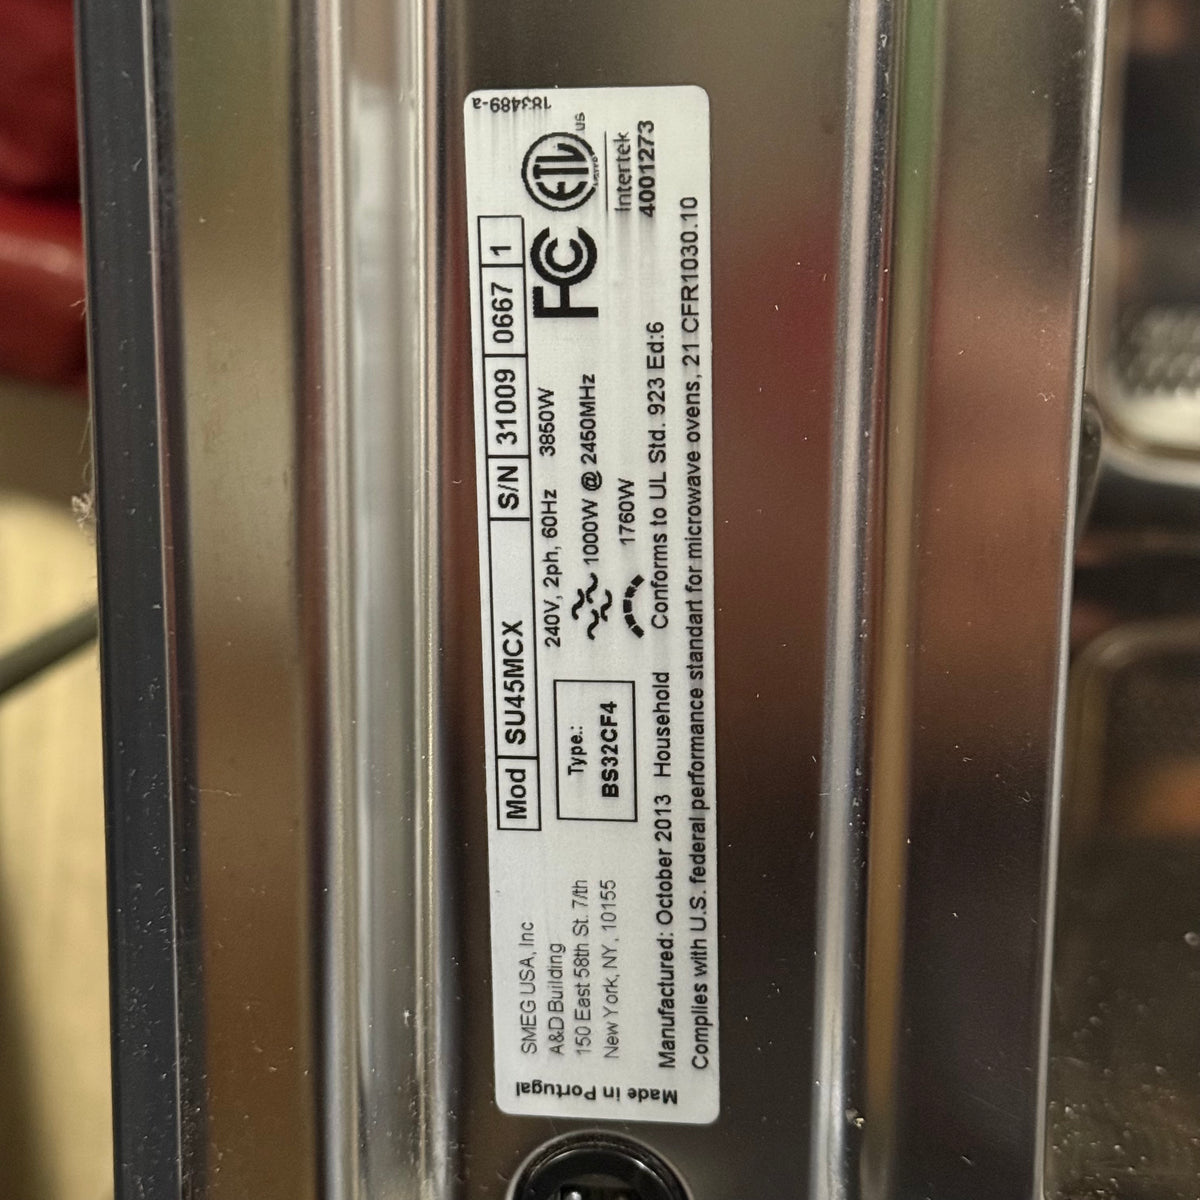 Mod SU45MCX S/N 31009 0667 1
SMEG USA, Inc
A&D Building
150 East 58th St. 7/th
New York, NY, 10155
Type.:
BS32CF4
240V, 2ph, 60Hz 3850W
1000W @ 2450MHz
1760W
FC
ETL
us
Intertek
4001273
Manufactured: October 2013 Household Conforms to UL Std. 923 Ed:6
Complies with U.S. federal performance standart for microwave ovens, 21 CFR1030.10
Made in Portugal
183489-a